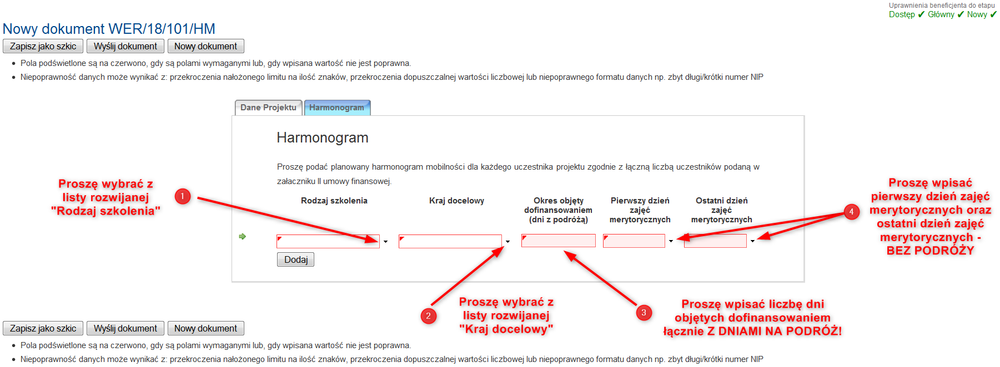 Uprawnienia beneficjenta do etapu
Dostęp ✔ Główny ✔ Nowy ✔
Nowy dokument WER/18/101/HM
Zapisz jako szkic Wyślij dokument Nowy dokument
• Pola podświetlone są na czerwono, gdy są polami wymaganymi lub, gdy wpisana wartość nie jest poprawna.
• Niepoprawność danych może wynikać z: przekroczenia nałożonego limitu na ilość znaków, przekroczenia dopuszczalnej wartości liczbowej lub niepoprawnego formatu danych np. zbyt długi/krótki numer NIP
Dane Projektu Harmonogram
Harmonogram
Proszę podać planowany harmonogram mobilności dla każdego uczestnika projektu zgodnie z łączną liczbą uczestników podaną w
załaczniku II umowy finansowej.
Proszę wybrać z
listy rozwijanej
"Rodzaj szkolenia"
1
Rodzaj szkolenia
Kraj docelowy
Okres objęty
dofinansowaniem
(dni z podróżą)
Pierwszy dzień
zajęć
merytorycznych
Ostatni dzień
zajęć
merytorycznych
4
Proszę wpisać
pierwszy dzień zajęć
merytorycznych oraz
ostatni dzień zajęć
merytorycznych -
BEZ PODRÓŻY
Dodaj
2
Proszę wybrać z
listy rozwijanej
"Kraj docelowy"
3
Proszę wpisać liczbę dni
objętych dofinansowaniem
łącznie Z DNIAMI NA PODRÓŻ!
Zapisz jako szkic Wyślij dokument Nowy dokument
• Pola podświetlone są na czerwono, gdy są polami wymaganymi lub, gdy wpisana wartość nie jest poprawna.
• Niepoprawność danych może wynikać z: przekroczenia nałożonego limitu na ilość znaków, przekroczenia dopuszczalnej wartości liczbowej lub niepoprawnego formatu danych np. zbyt długi/krótki numer NIP